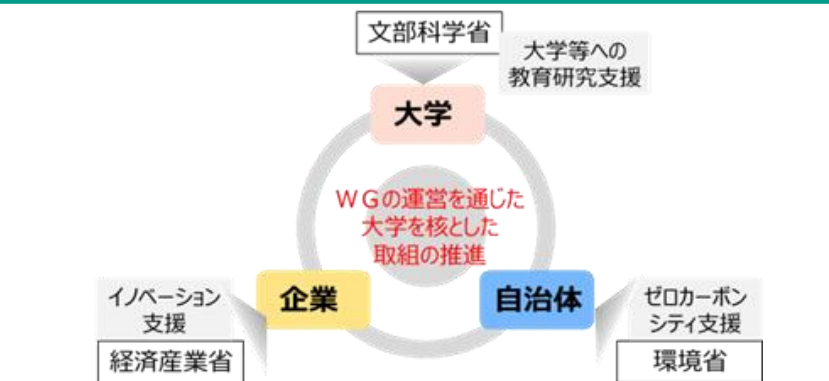 文部科学省
大学等への
教育研究支援
大学
ＷＧの運営を通じた
大学を核とした
取組の推進
イノベーション
支援
経済産業省
企業
自治体
ゼロカーボン
シティ支援
環境省